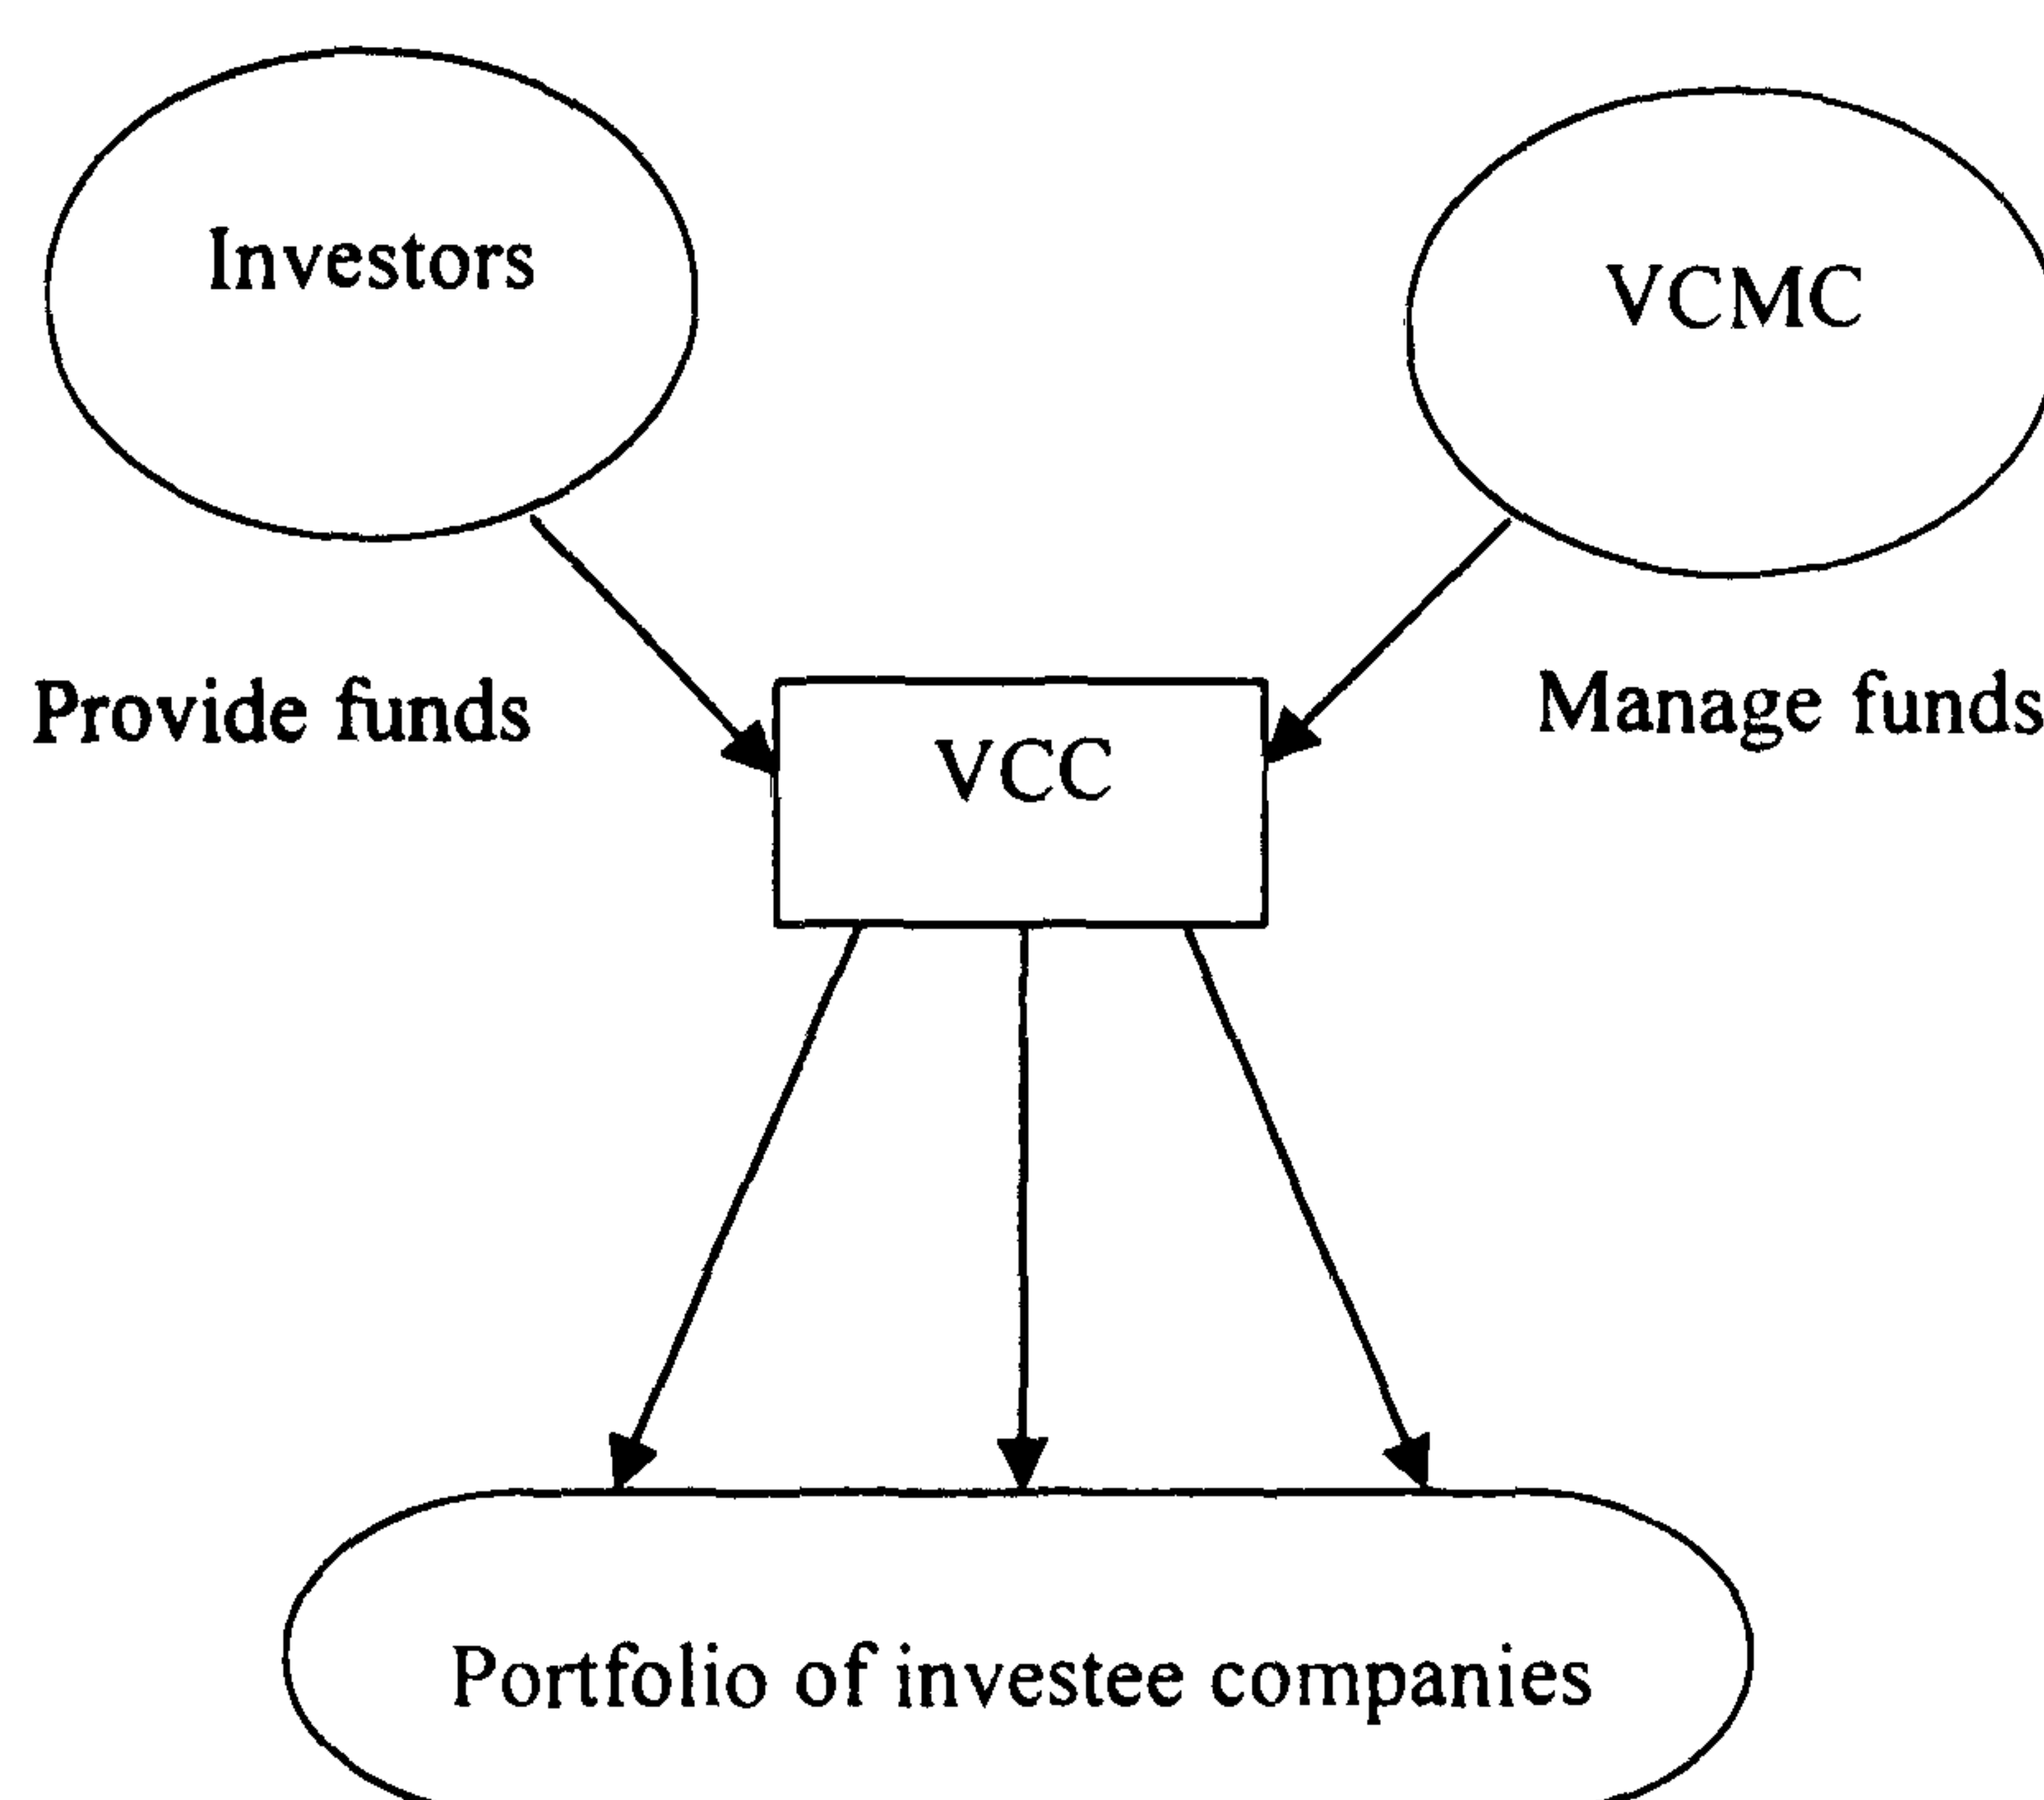 Investors
VCMC
Provide funds
Manage funds
VCC
Portfolio of investee companies